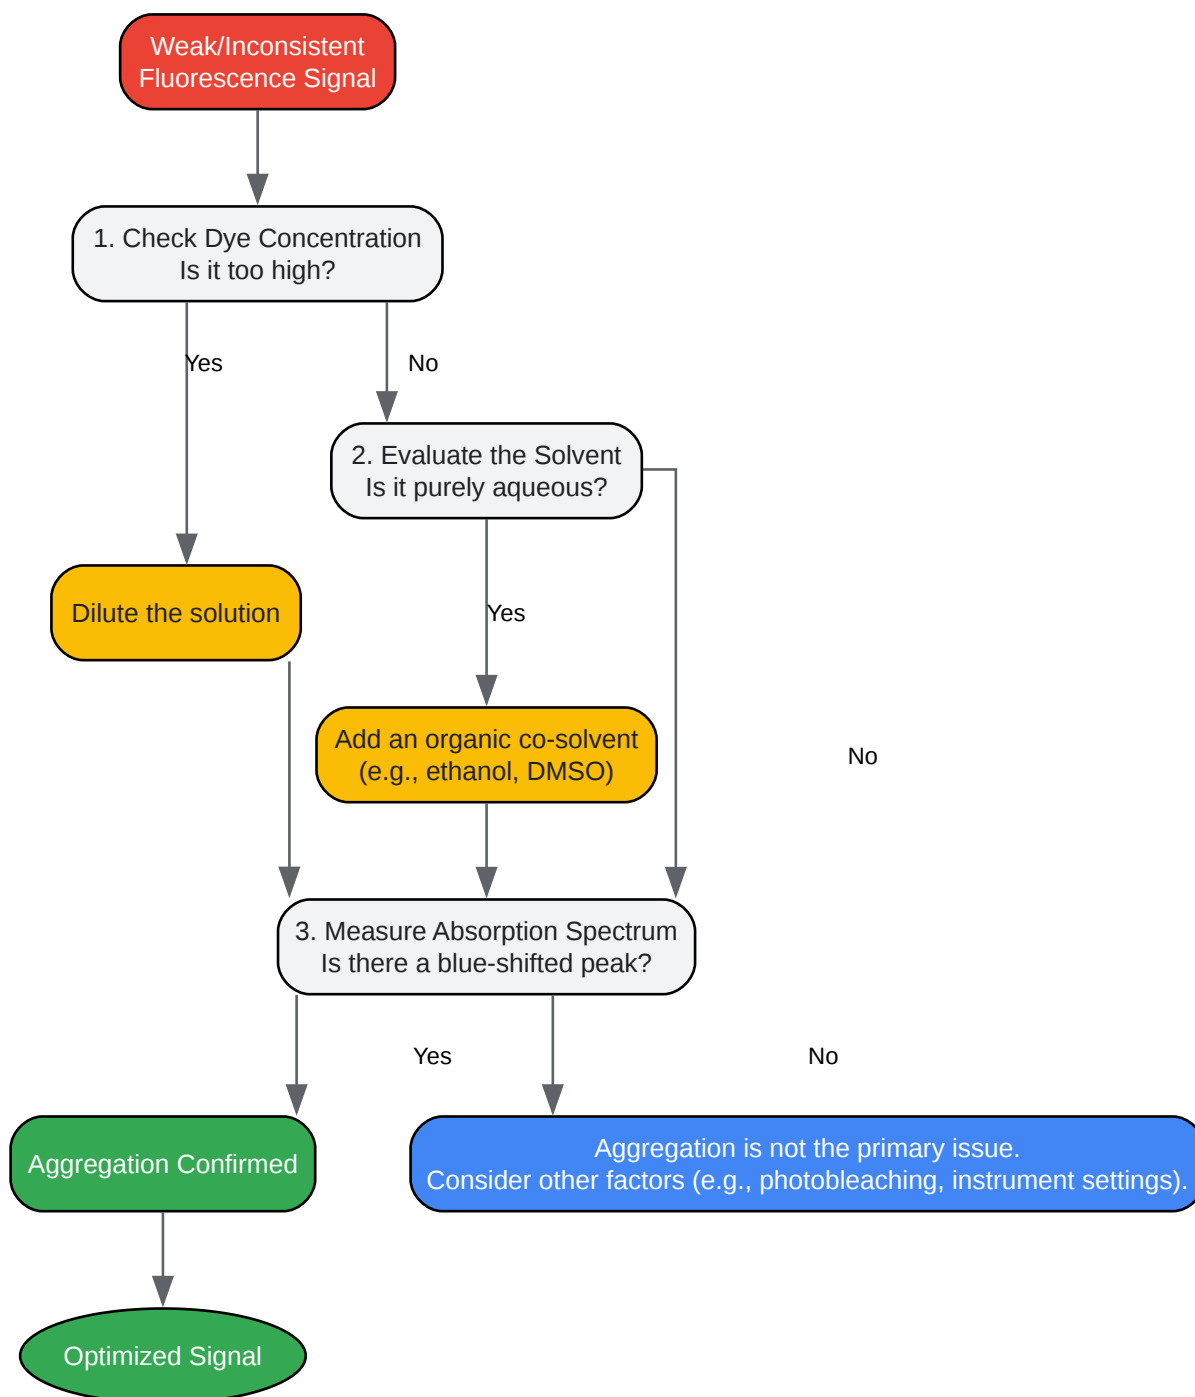 Weak/Inconsistent
Fluorescence Signal
1. Check Dye Concentration
Is it too high?
Yes
No
2. Evaluate the Solvent
Is it purely aqueous?
Dilute the solution
Yes
Add an organic co-solvent
(e.g., ethanol, DMSO)
No
3. Measure Absorption Spectrum
Is there a blue-shifted peak?
Yes
No
Aggregation Confirmed
Aggregation is not the primary issue.
Consider other factors (e.g., photobleaching, instrument settings).
Optimized Signal